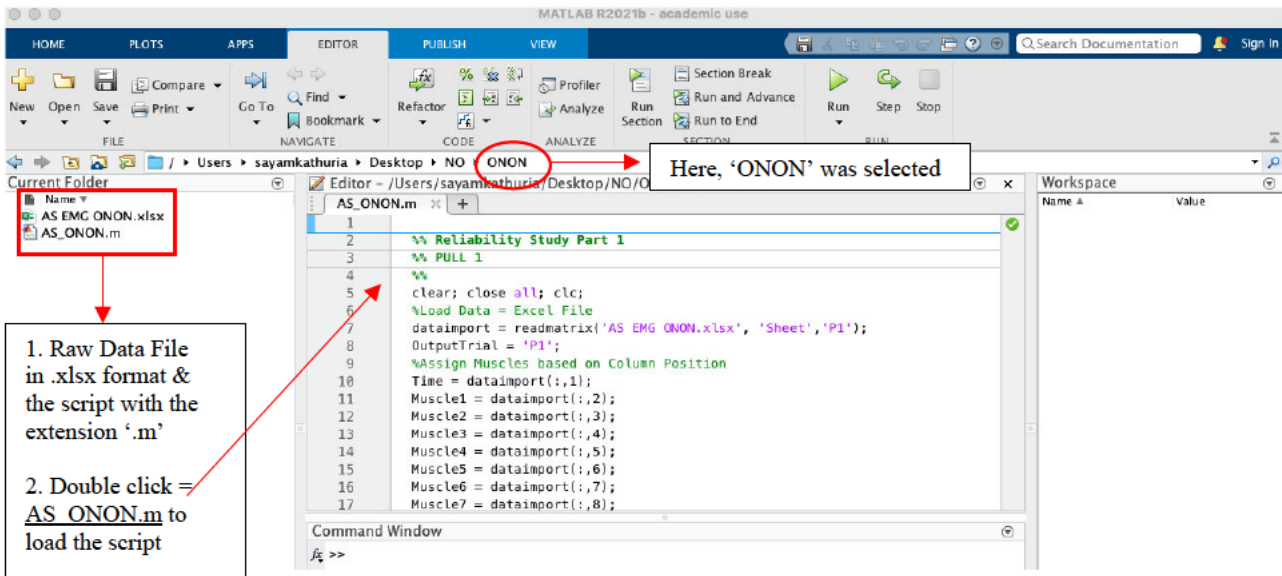 MATLAB R2021b - academic use
HOME PLOTS APPS EDITOR PUBLISH VIEW Search Documentation Sign In
New Open Save Compare Print Go To Find Bookmark Refactor Profiler Analyze Run Section Section Break Run and Advance Run to End Run Step Stop
FILE NAVIGATE CODE ANALYZE SECTION RUN
/ Users sayamkathuria Desktop NO ONON
Here, ‘ONON’ was selected
Current Folder
Name
AS EMG ONON.xlsx
AS_ONON.m
1. Raw Data File
in .xlsx format &
the script with the
extension ‘.m’
2. Double click =
AS_ONON.m to
load the script
Editor - /Users/sayamkathuria/Desktop/NO/O
AS_ONON.m
1
2 %% Reliability Study Part 1
3 %% PULL 1
4 %%
5 clear; close all; clc;
6 %Load Data = Excel File
7 dataimport = readmatrix('AS EMG ONON.xlsx', 'Sheet','P1');
8 OutputTrial = 'P1';
9 %Assign Muscles based on Column Position
10 Time = dataimport(:,1);
11 Muscle1 = dataimport(:,2);
12 Muscle2 = dataimport(:,3);
13 Muscle3 = dataimport(:,4);
14 Muscle4 = dataimport(:,5);
15 Muscle5 = dataimport(:,6);
16 Muscle6 = dataimport(:,7);
17 Muscle7 = dataimport(:,8);
Command Window
fx >>
Workspace
Name Value